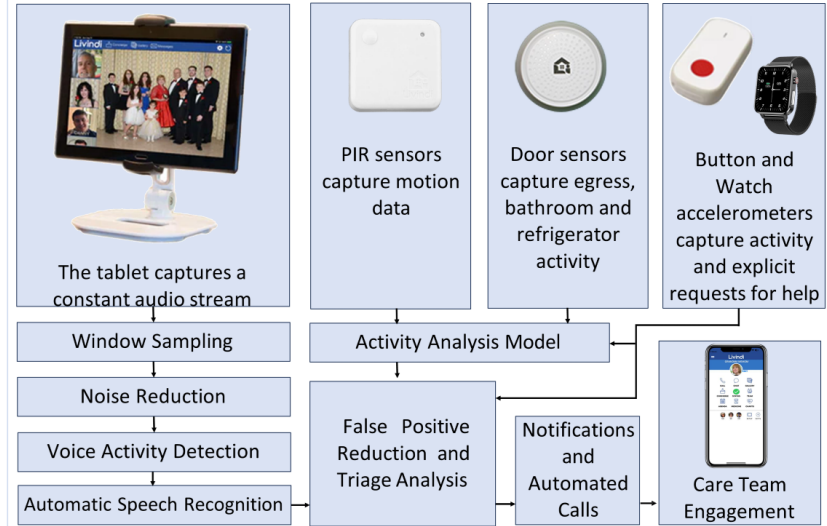 Livindi
The tablet captures a
constant audio stream
PIR sensors
capture motion
data
Door sensors
capture egress,
bathroom and
refrigerator
activity
Button and
Watch
accelerometers
capture activity
and explicit
requests for help
Window Sampling
Noise Reduction
Voice Activity Detection
Automatic Speech Recognition
Activity Analysis Model
False Positive
Reduction and
Triage Analysis
Notifications
and
Automated
Calls
Livindi
Care Team
Engagement